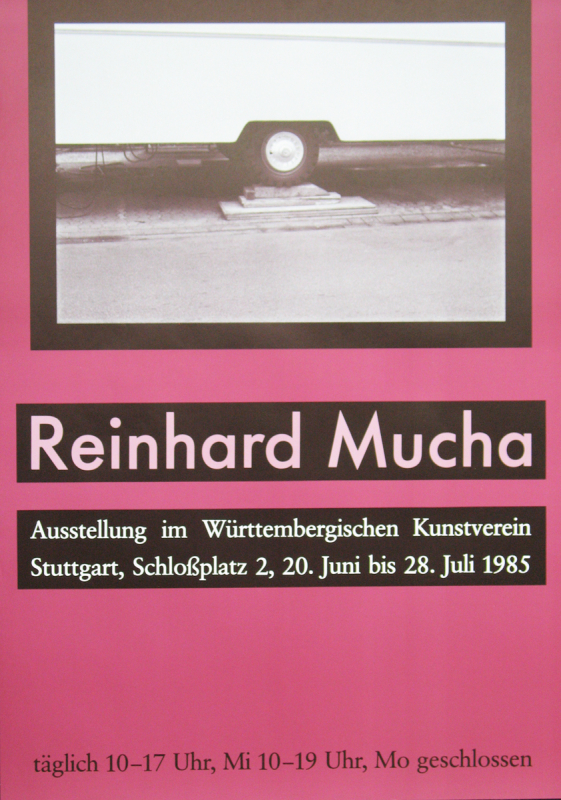 Reinhard Mucha
Ausstellung im Württembergischen Kunstverein
Stuttgart, Schloßplatz 2, 20. Juni bis 28. Juli 1985
täglich 10–17 Uhr, Mi 10–19 Uhr, Mo geschlossen